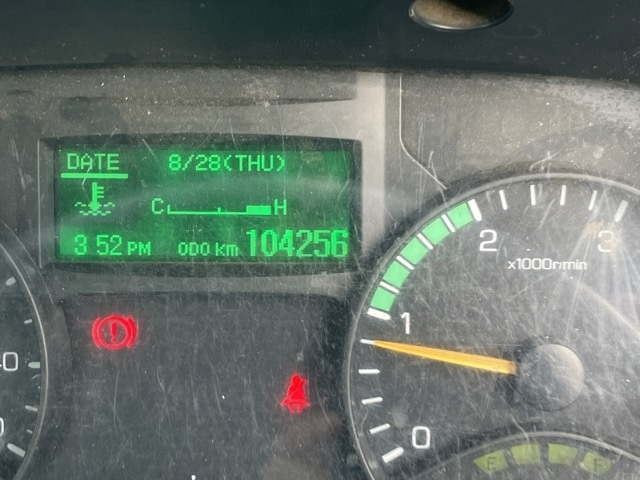 DATE 8/28(THU)
C H
3 52 PM ODO km 104256
1 2 3
x1000r/min
0
E F